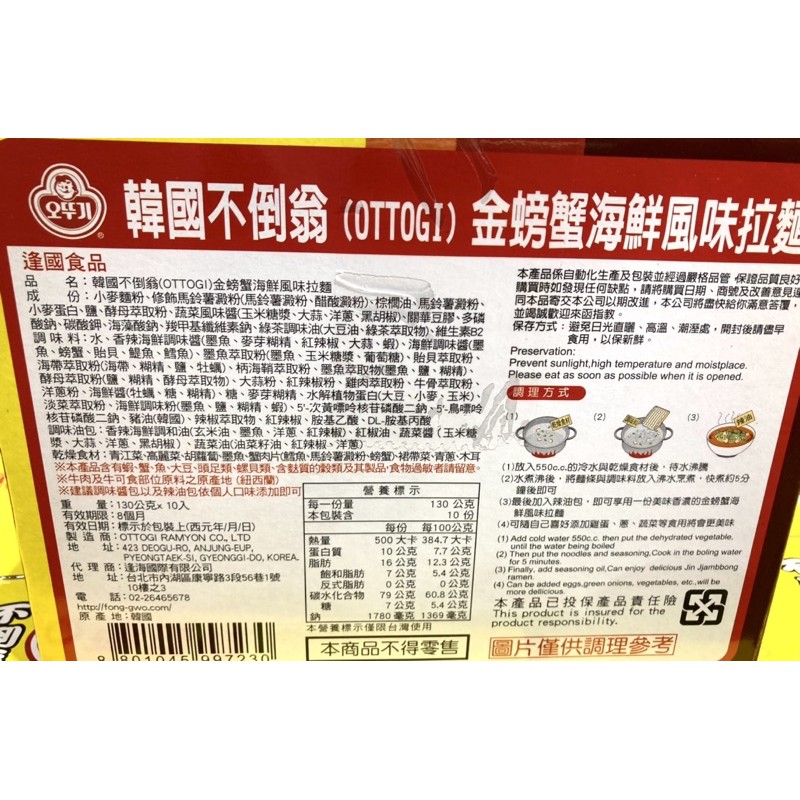 오뚜기
韓國不倒翁(OTTOGI)金螃蟹海鮮風味拉麵
逢國食品
品　　名：韓國不倒翁(OTTOGI)金螃蟹海鮮風味拉麵
成　　份：小麥麵粉、修飾馬鈴薯澱粉(馬鈴薯澱粉、醋酸澱粉)、棕櫚油、馬鈴薯澱粉、
小麥蛋白、鹽、酵母萃取粉、蔬菜風味醬(玉米糖漿、大蒜、洋蔥、黑胡椒)、關華豆膠、多磷
酸鈉、碳酸鉀、海藻酸鈉、羧甲基纖維素鈉、綠茶調味油(大豆油、綠茶萃取物)、維生素B2
調 味 料：水、香辣海鮮調味醬(墨魚、麥芽糊精、紅辣椒、大蒜、蝦)、海鮮調味醬(墨
魚、螃蟹、貽貝、鯷魚、鱈魚)、墨魚萃取粉(墨魚、玉米糖漿、葡萄糖)、貽貝萃取粉、
海帶萃取粉(海帶、糊精、鹽、牡蠣)、柄海鞘萃取粉、墨魚萃取物(墨魚、鹽、糊精)、
酵母萃取粉(鹽、糊精、酵母萃取物)、大蒜粉、紅辣椒粉、雞肉萃取粉、牛骨萃取粉、
洋蔥粉、海鮮醬(牡蠣、糖、糊精)、糖、麥芽糊精、水解植物蛋白(大豆、小麥、玉米)、
淡菜萃取粉、海鮮調味粉(墨魚、鹽、糊精、蝦)、5'-次黃嘌呤核苷磷酸二鈉、5'-鳥嘌呤
核苷磷酸二鈉、豬油(韓國)、辣椒萃取物、紅辣椒、胺基乙酸、DL-胺基丙酸
調味油包：香辣海鮮調和油(玄米油、墨魚、洋蔥、紅辣椒)、紅椒油、蔬菜醬(玉米糖
漿、大蒜、洋蔥、黑胡椒)、蔬菜油(油菜籽油、紅辣椒、洋蔥)
乾燥食材：青江菜、高麗菜、胡蘿蔔、墨魚、蟹肉片(鱈魚、馬鈴薯澱粉、螃蟹)、裙帶菜、青蔥、木耳
※本產品含有蝦、蟹、魚、大豆、頭足類、螺貝類、含麩質的穀類及其製品，食物過敏者請留意。
※牛肉及牛可食部位原料之原產地 (紐西蘭)
※建議調味醬包以及辣油包依個人口味添加即可
重　　量：130公克x 10入
有效期限：8個月
有效日期：標示於包裝上(西元年/月/日)
製 造 商：OTTOGI RAMYON CO., LTD
地　　址：423 DEOGU-RO, ANJUNG-EUP,
PYEONGTAEK-SI, GYEONGGI-DO, KOREA.
代 理 商：逢海國際有限公司
地　　址：台北市內湖區康寧路3段56巷1號
10樓之3
電　　話：02-26465678
http://fong-gwo.com/
原 產 地：韓國
8 801045 997230
營 養 標 示
每一份量 130 公克
本包裝含 10 份
每份 每100公克
熱量 500 大卡 384.7 大卡
蛋白質 10 公克 7.7 公克
脂肪 16 公克 12.3 公克
飽和脂肪 7 公克 5.4 公克
反式脂肪 0 公克 0 公克
碳水化合物 79 公克 60.8 公克
糖 7 公克 5.4 公克
鈉 1780 毫克 1369 毫克
本營養標示僅限台灣使用
本商品不得零售
本產品係自動化生產及包裝並經過嚴格品管，保證品質良好
購買時如發現任何缺點，請將購買日期、商號及改善意見連
同本品寄交本公司以期改進，本公司將盡快給你滿意答覆，
並竭誠歡迎來函指教。
保存方式：避免日光直曬、高溫、潮溼處，開封後請儘早
食用，以保新鮮。
Preservation:
Prevent sunlight,high temperature and moistplace.
Please eat as soon as possible when it is opened.
調 理 方 式
(1) (2) (3) 辣油
(1)放入550c.c.的冷水與乾燥食材後，待水沸騰
(2)水煮沸後，將麵條與調味料放入沸水烹煮，快煮約5分
鐘後即可
(3)最後加入辣油包，即可享用一份美味香濃的金螃蟹海
鮮風味拉麵
(4)可隨自己喜好添加雞蛋、蔥、蔬菜等食用將會更美味
(1) Add cold water 550c.c. then put the dehydrated vegetable,
until the water being boiled
(2)Then put the noodles and seasoning,Cook in the boling water
for 5 minutes.
(3) Finally, add seasoning oil,Can enjoy delicious Jin Jjambbong
ramen.
(4) Can be added eggs,green onions, vegetables, etc.,will be
more dellicious.
本產品已投保產品責任險
This product is insured for the
product responsibility.
圖片僅供調理參考